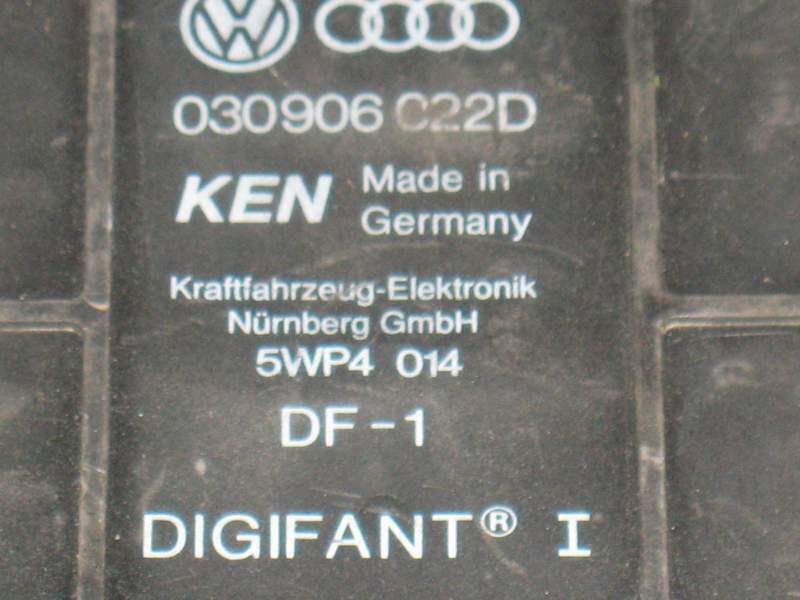 030906 022D
KEN Made in
Germany
Kraftfahrzeug-Elektronik
Nürnberg GmbH
5WP4 014
DF-1
DIGIFANT® I